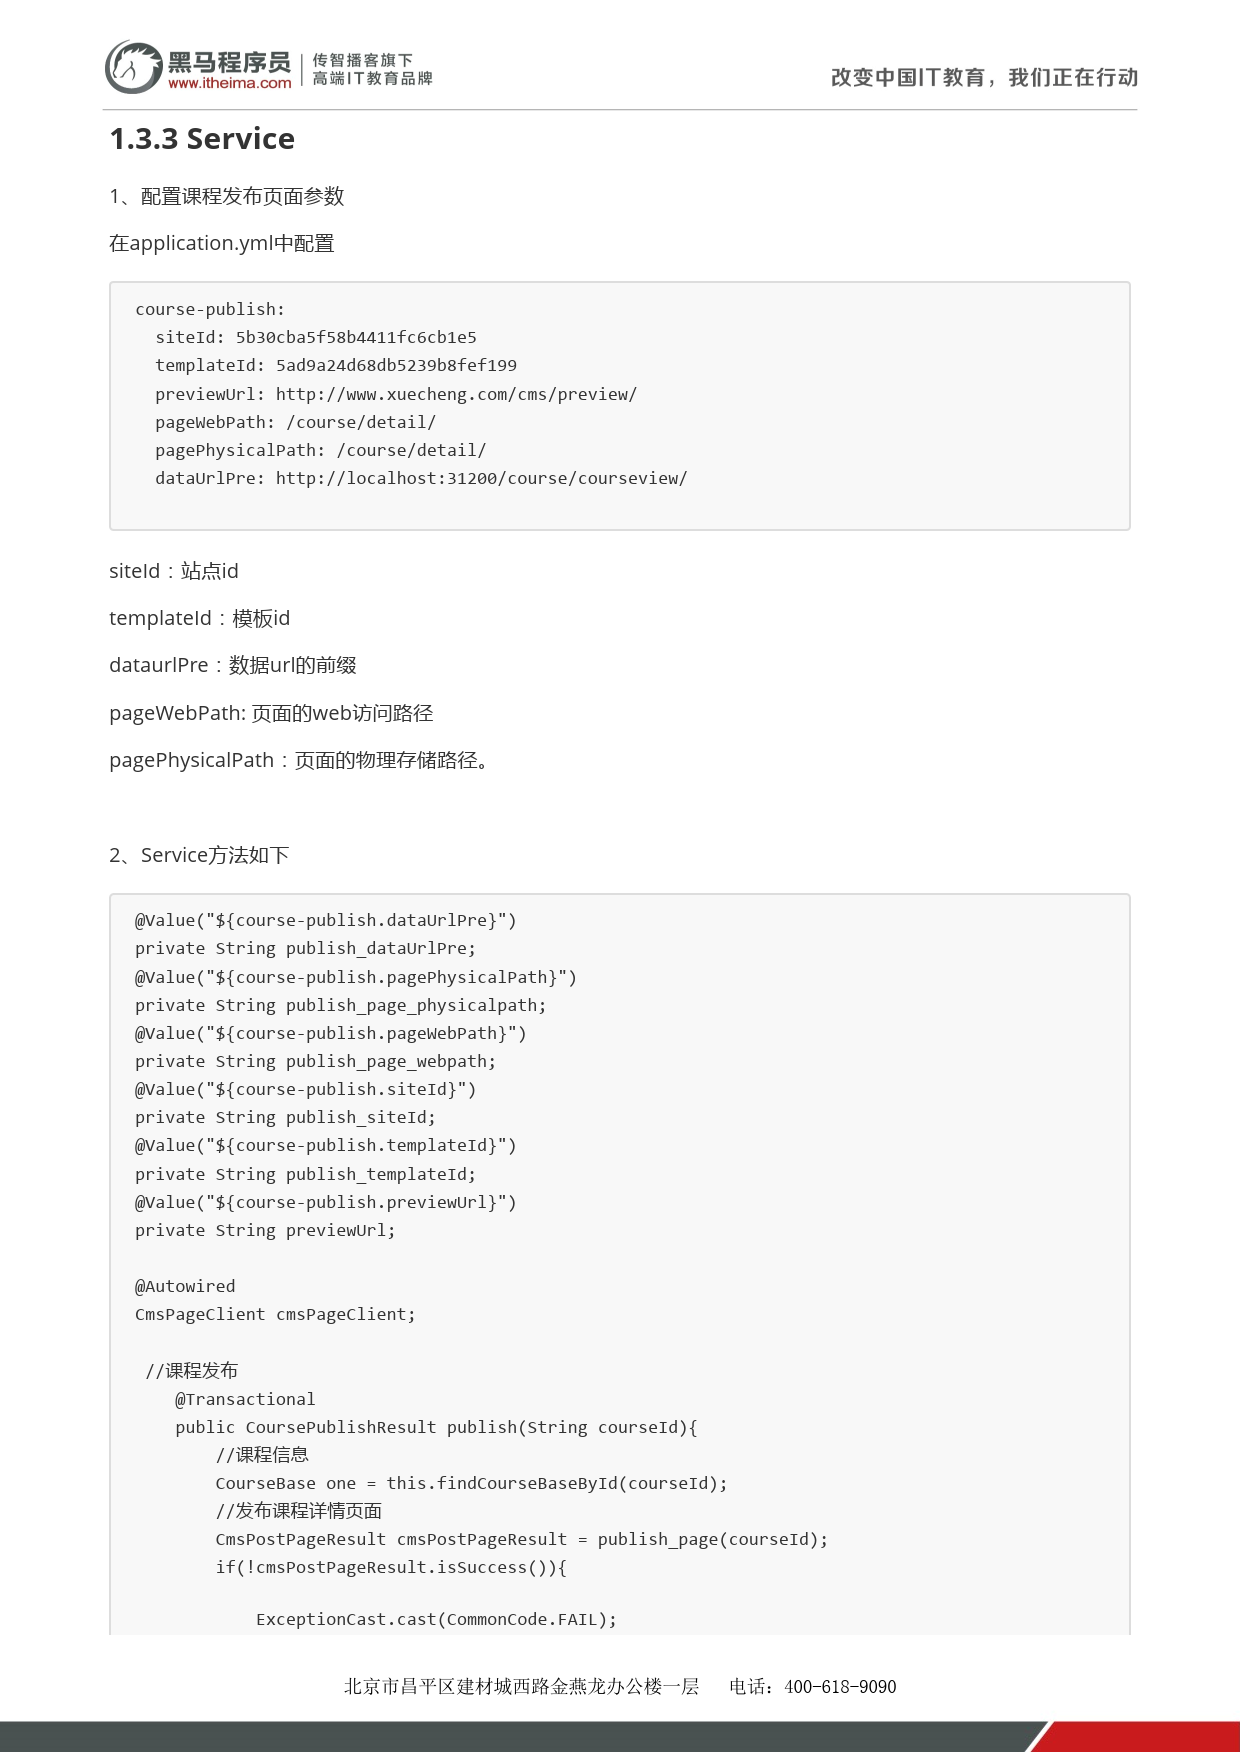 黑马程序员
www.itheima.com
传智播客旗下
高端IT教育品牌
改变中国IT教育，我们正在行动
1.3.3 Service
1、配置课程发布页面参数
在application.yml中配置
course-publish:
  siteId: 5b30cba5f58b4411fc6cb1e5
  templateId: 5ad9a24d68db5239b8fef199
  previewUrl: http://www.xuecheng.com/cms/preview/
  pageWebPath: /course/detail/
  pagePhysicalPath: /course/detail/
  dataUrlPre: http://localhost:31200/course/courseview/
siteId：站点id
templateId：模板id
dataurlPre：数据url的前缀
pageWebPath: 页面的web访问路径
pagePhysicalPath：页面的物理存储路径。
2、Service方法如下
@Value("${course-publish.dataUrlPre}")
private String publish_dataUrlPre;
@Value("${course-publish.pagePhysicalPath}")
private String publish_page_physicalpath;
@Value("${course-publish.pageWebPath}")
private String publish_page_webpath;
@Value("${course-publish.siteId}")
private String publish_siteId;
@Value("${course-publish.templateId}")
private String publish_templateId;
@Value("${course-publish.previewUrl}")
private String previewUrl;
@Autowired
CmsPageClient cmsPageClient;
 //课程发布
    @Transactional
    public CoursePublishResult publish(String courseId){
        //课程信息
        CourseBase one = this.findCourseBaseById(courseId);
        //发布课程详情页面
        CmsPostPageResult cmsPostPageResult = publish_page(courseId);
        if(!cmsPostPageResult.isSuccess()){
            ExceptionCast.cast(CommonCode.FAIL);
北京市昌平区建材城西路金燕龙办公楼一层 电话：400-618-9090